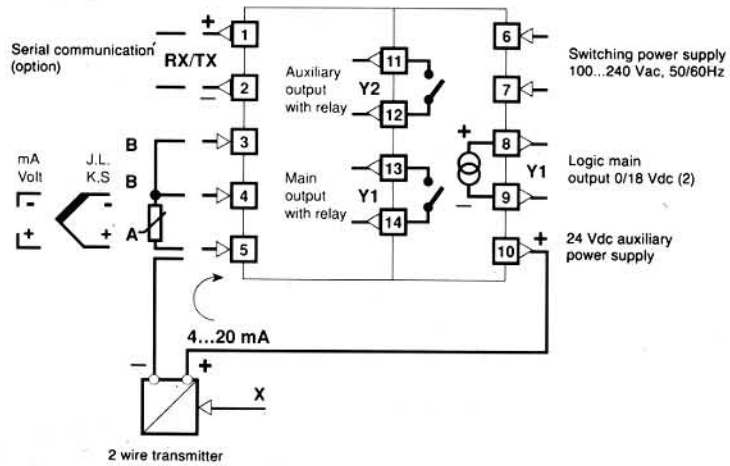 Serial communication
(option)
RX/TX
+
1
–
2
B
3
mA
Volt
J.L.
K.S
B
4
-
-
+
+
A
5
Auxiliary
output
with relay
Y2
11
12
Main
output
with relay
Y1
13
14
6
7
Switching power supply
100...240 Vac, 50/60Hz
+
8
–
9
Y1
Logic main
output 0/18 Vdc (2)
10
+
24 Vdc auxiliary
power supply
4...20 mA
–
+
X
2 wire transmitter